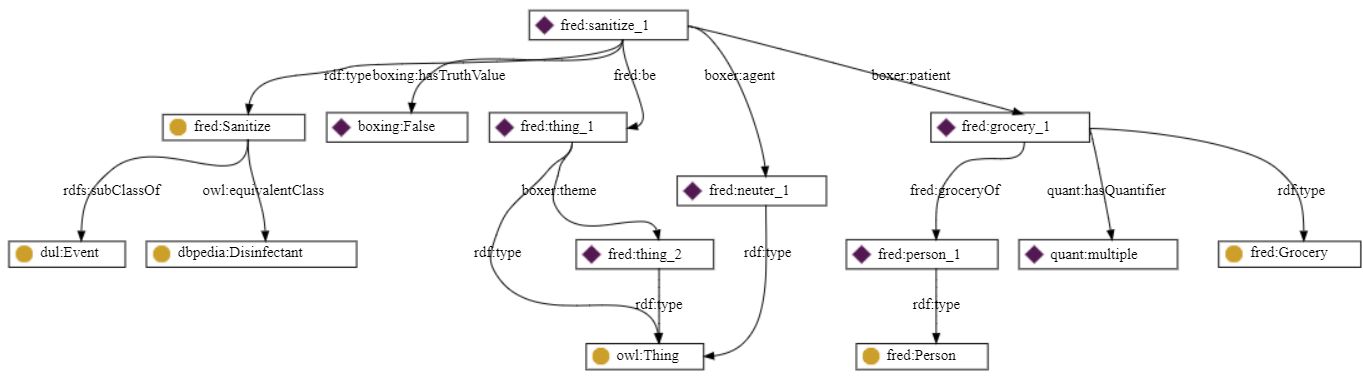 fred:sanitize_1
rdf:type
boxing:hasTruthValue
fred:be
boxer:agent
boxer:patient
fred:Sanitize
boxing:False
fred:thing_1
fred:grocery_1
rdfs:subClassOf
owl:equivalentClass
boxer:theme
fred:neuter_1
fred:groceryOf
quant:hasQuantifier
rdf:type
dul:Event
dbpedia:Disinfectant
rdf:type
fred:thing_2
rdf:type
fred:person_1
quant:multiple
fred:Grocery
rdf:type
rdf:type
owl:Thing
fred:Person